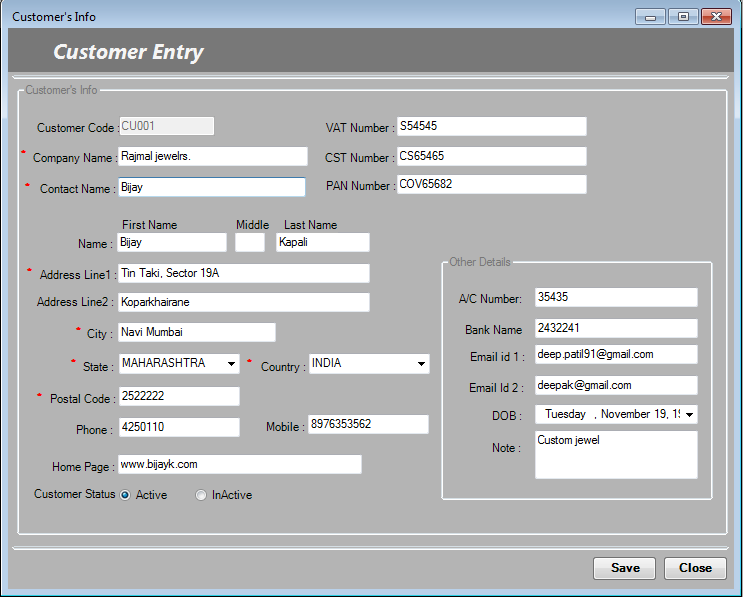 Customer's Info
Customer Entry
Customer's Info
Customer Code : CU001
VAT Number : S54545
* Company Name : Rajmal jewelrs.
CST Number : CS65465
* Contact Name : Bijay
PAN Number : COV65682
First Name Middle Last Name
Name : Bijay Kapali
* Address Line1 : Tin Taki, Sector 19A
Address Line2 : Koparkhairane
* City : Navi Mumbai
* State : MAHARASHTRA * Country : INDIA
* Postal Code : 2522222
Phone : 4250110 Mobile : 8976353562
Home Page : www.bijayk.com
Customer Status Active InActive
Other Details
A/C Number: 35435
Bank Name 2432241
Email id 1 : deep.patil91@gmail.com
Email Id 2 : deepak@gmail.com
DOB : Tuesday , November 19,
Note : Custom jewel
Save Close